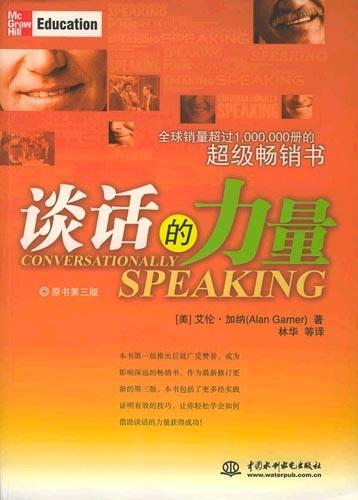 Mc
Graw
Hill
Education
全球销量超过1,000,000册的
超级畅销书
谈话的力量
CONVERSATIONALLY
SPEAKING
◎原书第三版
[美] 艾伦·加纳(Alan Garner) 著
林华 等译
本书第一版推出后就广受赞誉，成为
影响深远的畅销书。作为最新修订更
新的第三版，本书包括了更多经实践
证明有效的技巧，让你轻松学会如何
借助谈话的力量获得成功！
中国水利水电出版社